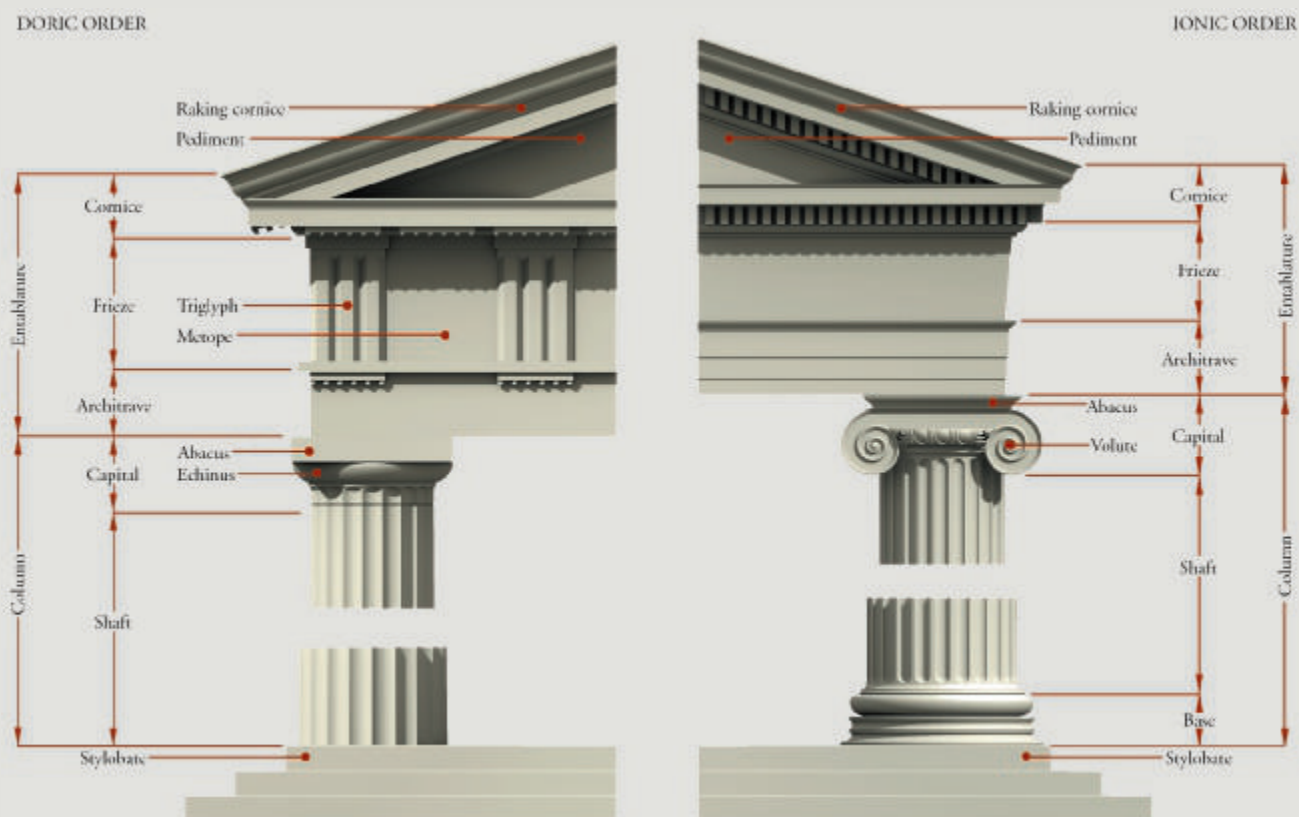 DORIC ORDER
IONIC ORDER
Raking cornice
Pediment
Cornice
Entablature
Frieze
Triglyph
Metope
Architrave
Abacus
Echinus
Capital
Column
Shaft
Stylobate
Raking cornice
Pediment
Cornice
Entablature
Frieze
Architrave
Abacus
Capital
Volute
Shaft
Column
Base
Stylobate